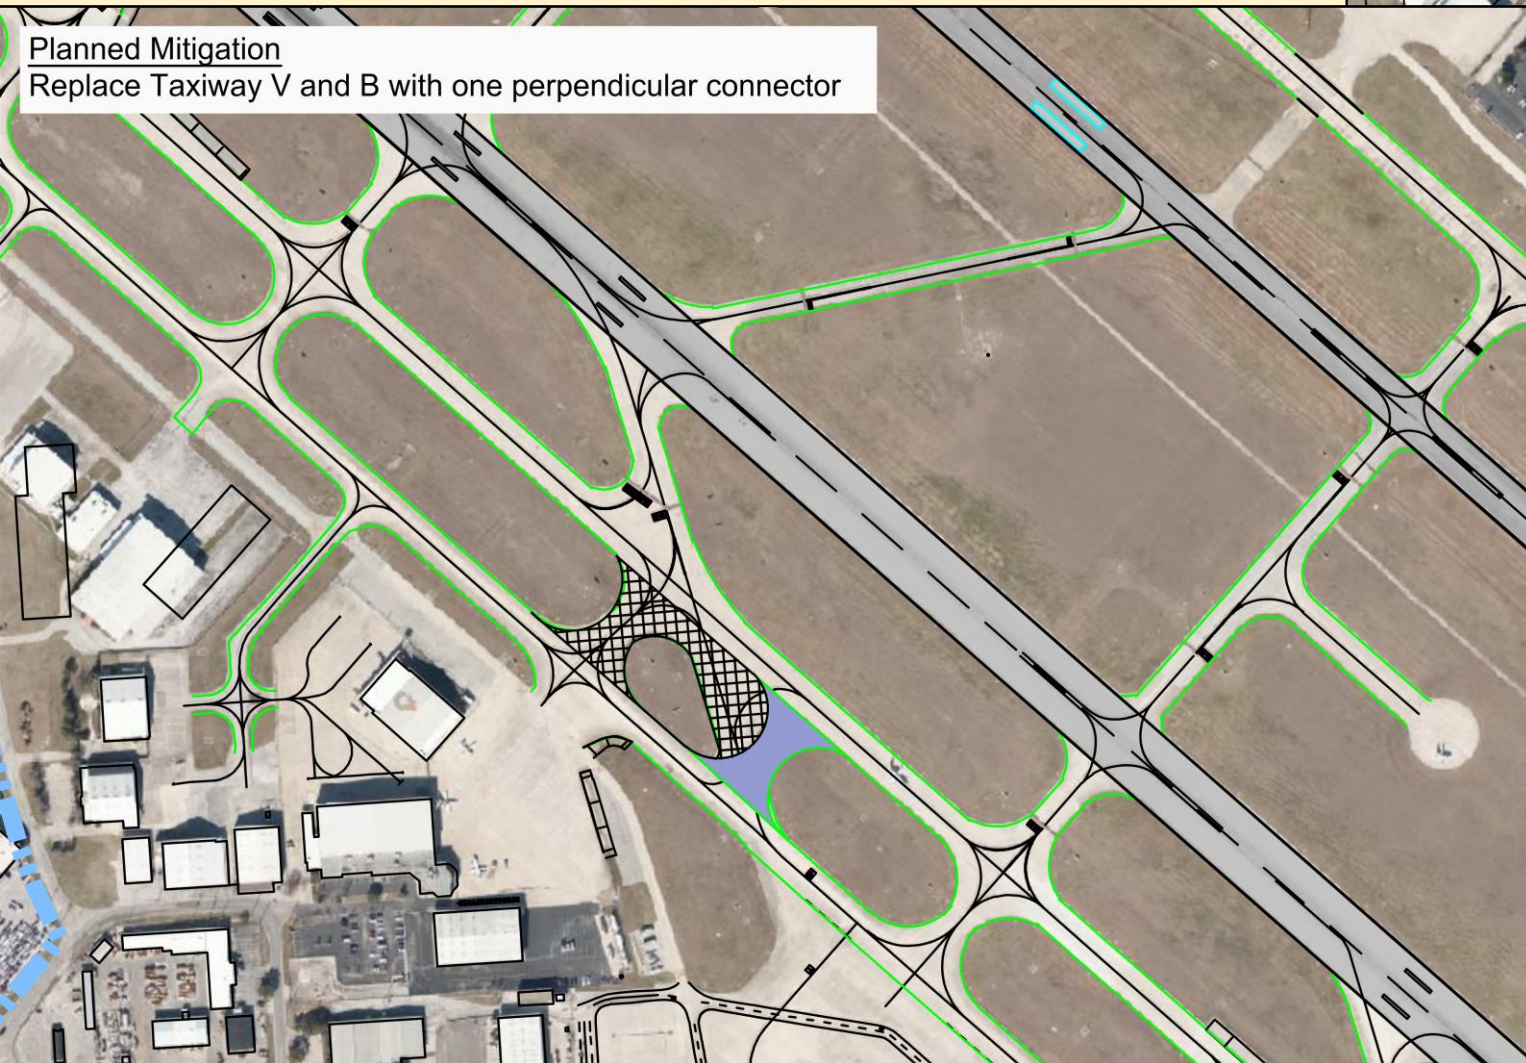 Planned Mitigation
Replace Taxiway V and B with one perpendicular connector